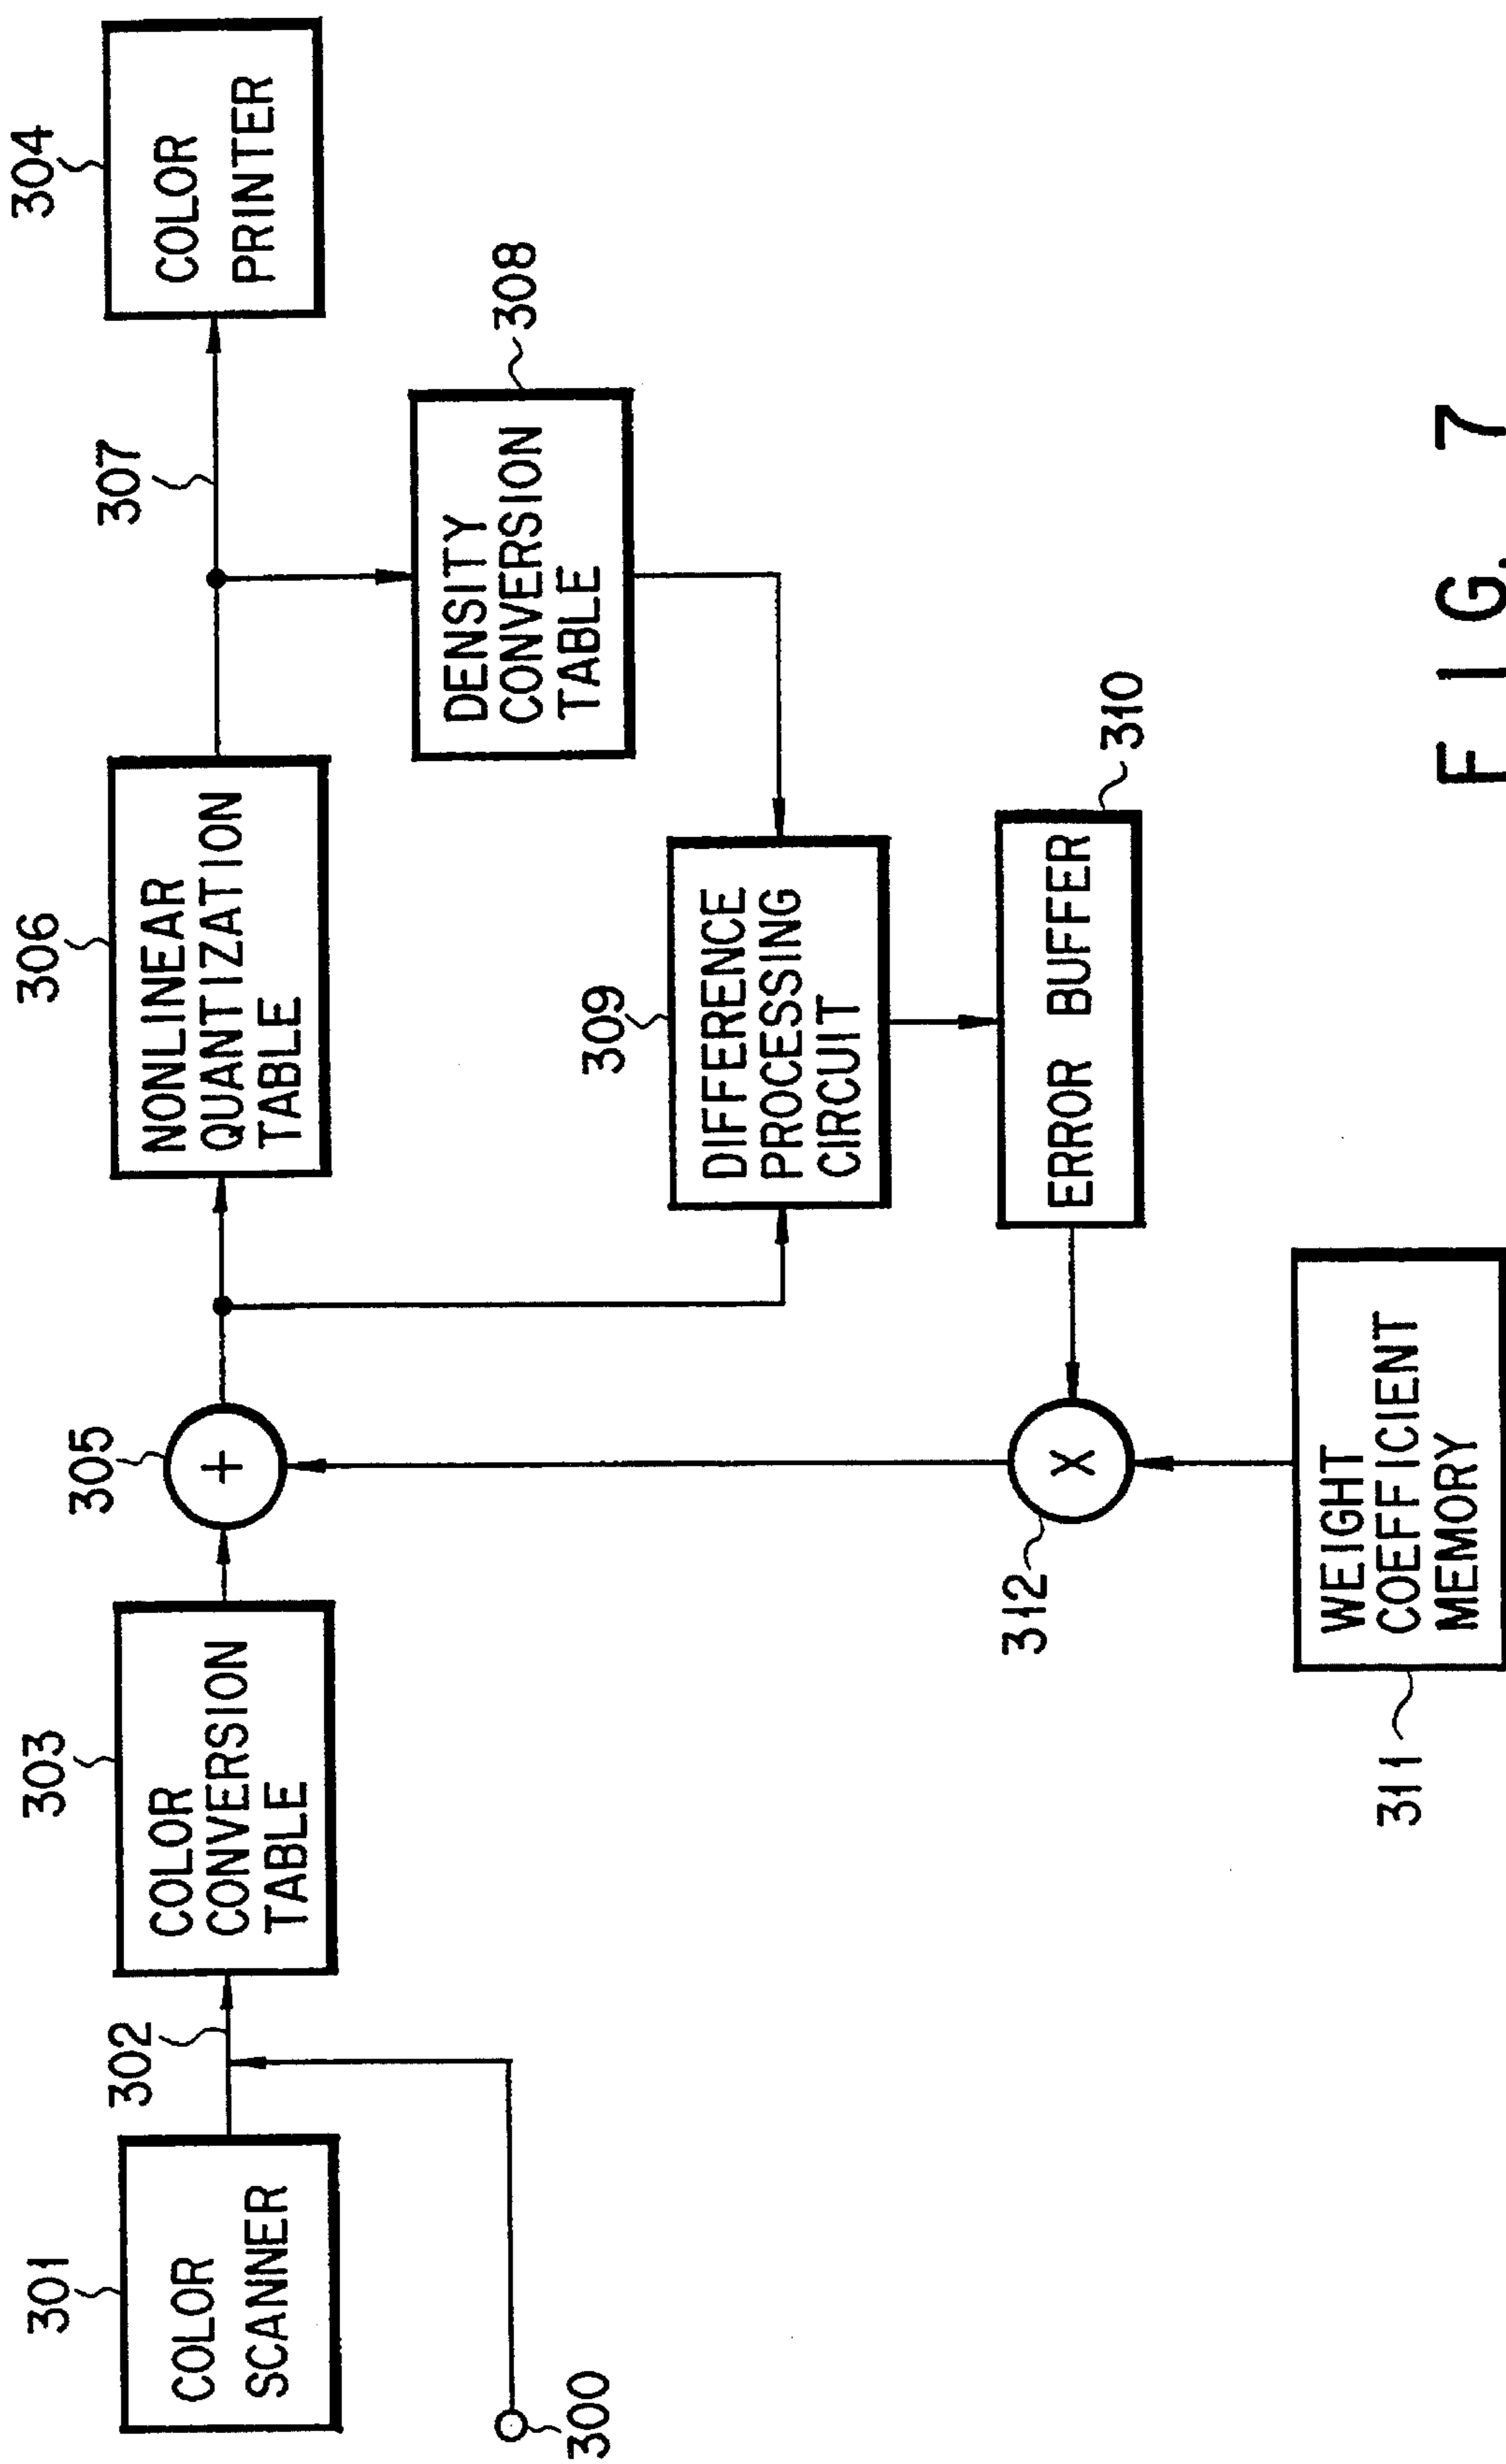 301
COLOR
SCANNER
300
302
303
COLOR
CONVERSION
TABLE
305
+
306
NONLINEAR
QUANTIZATION
TABLE
307
304
COLOR
PRINTER
308
DENSITY
CONVERSION
TABLE
309
DIFFERENCE
PROCESSING
CIRCUIT
310
ERROR BUFFER
312
X
311
WEIGHT
COEFFICIENT
MEMORY
FIG. 7